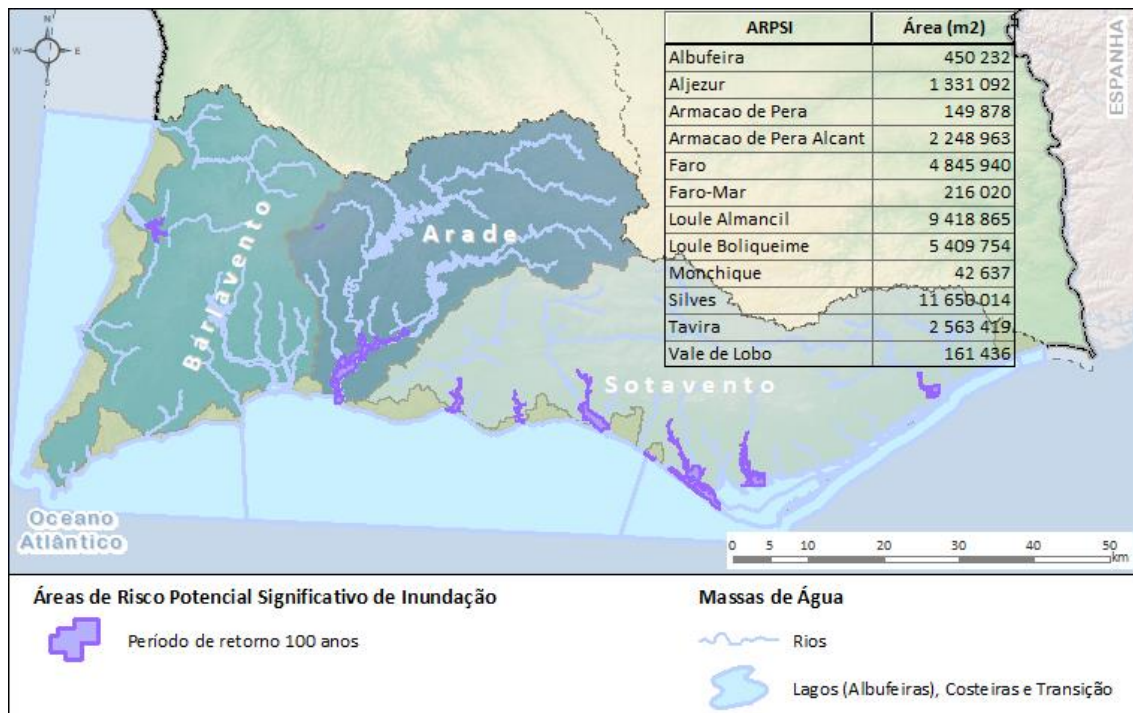 N
W E
S
ARPSI Área (m2)
Albufeira 450 232
Aljezur 1 331 092
Armacao de Pera 149 878
Armacao de Pera Alcant 2 248 963
Faro 4 845 940
Faro-Mar 216 020
Loule Almancil 9 418 865
Loule Boliqueime 5 409 754
Monchique 42 637
Silves 11 650 014
Tavira 2 563 419
Vale de Lobo 161 436
ESPANHA
Barlavento
Arade
Sotavento
Oceano
Atlântico
0 5 10 20 30 40 50
km
Áreas de Risco Potencial Significativo de Inundação
Período de retorno 100 anos
Massas de Água
Rios
Lagos (Albufeiras), Costeiras e Transição